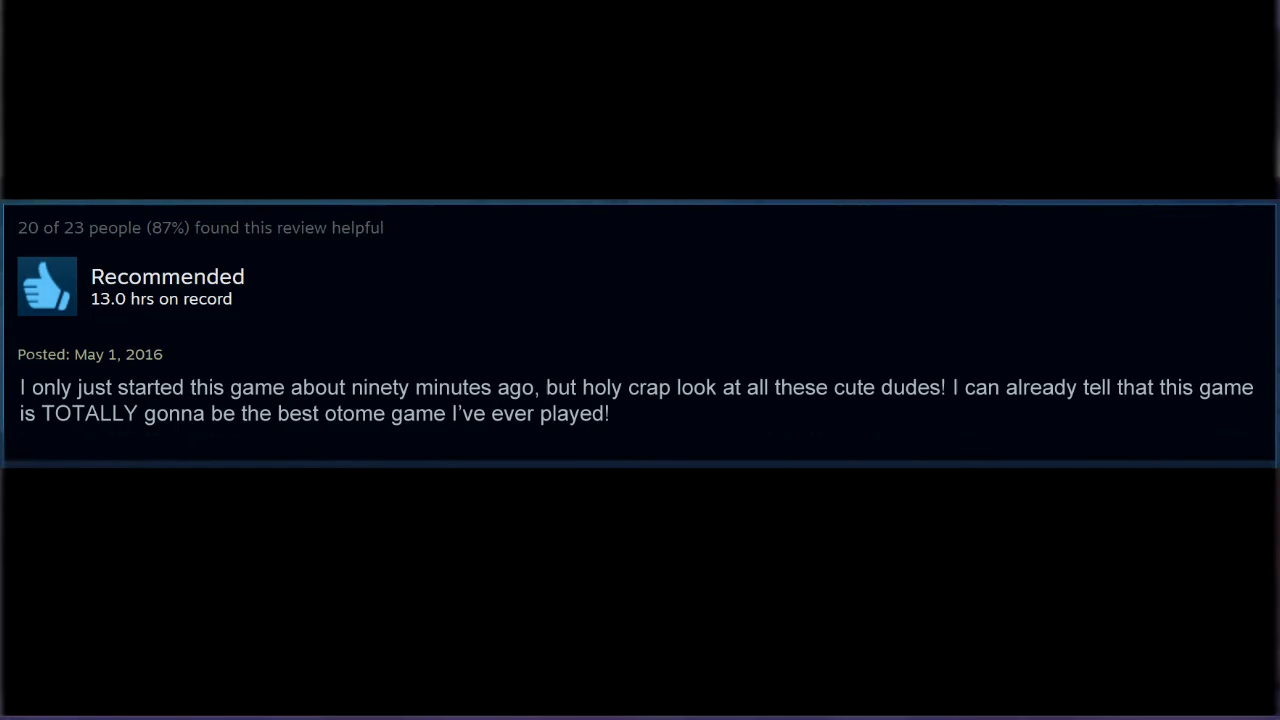 20 of 23 people (87%) found this review helpful
Recommended
13.0 hrs on record
Posted: May 1, 2016
I only just started this game about ninety minutes ago, but holy crap look at all these cute dudes! I can already tell that this game
is TOTALLY gonna be the best otome game I’ve ever played!